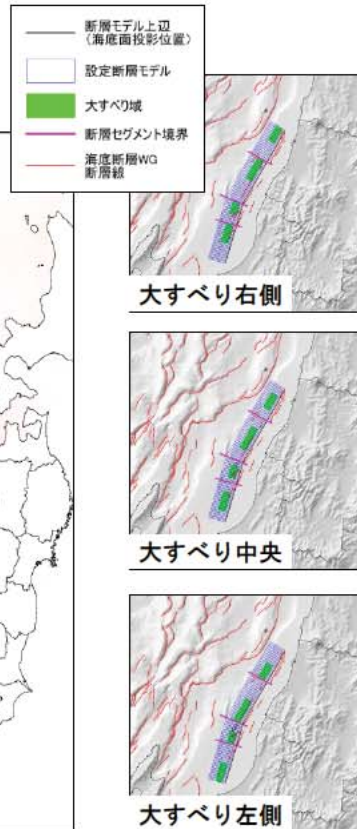 断層モデル上辺
(海底面投影位置)
設定断層モデル
大すべり域
断層セグメント境界
海底断層WG
断層線
大すべり右側
大すべり中央
大すべり左側